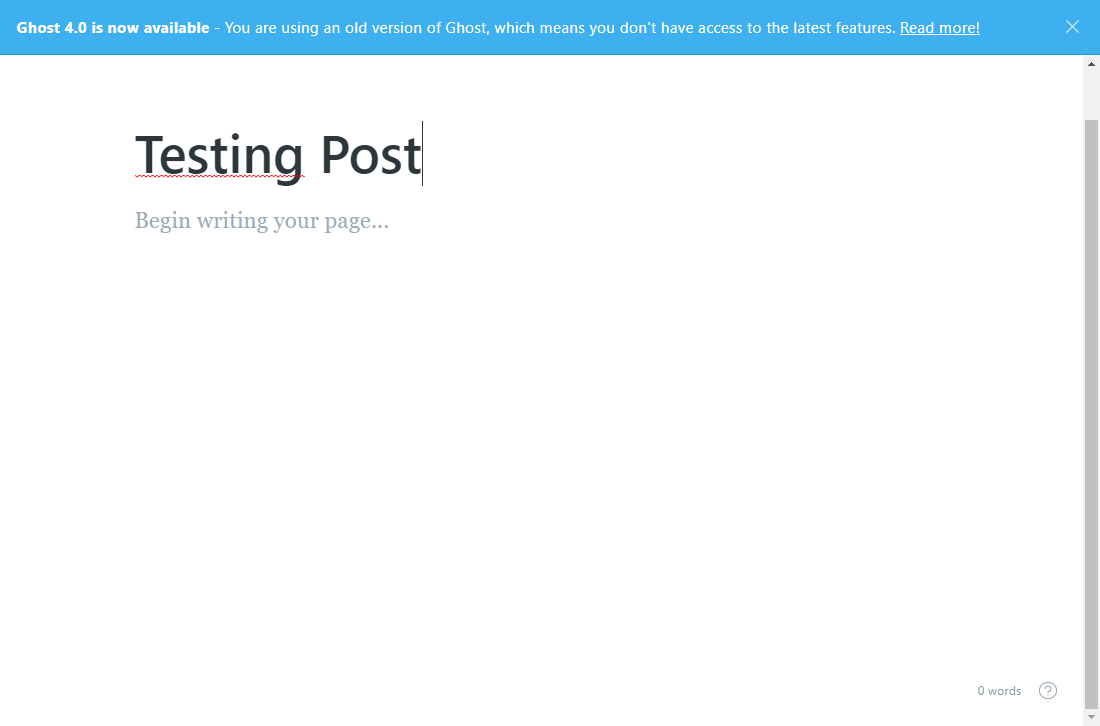 Ghost 4.0 is now available - You are using an old version of Ghost, which means you don't have access to the latest features. Read more!
Testing Post
Begin writing your page...
0 words
?